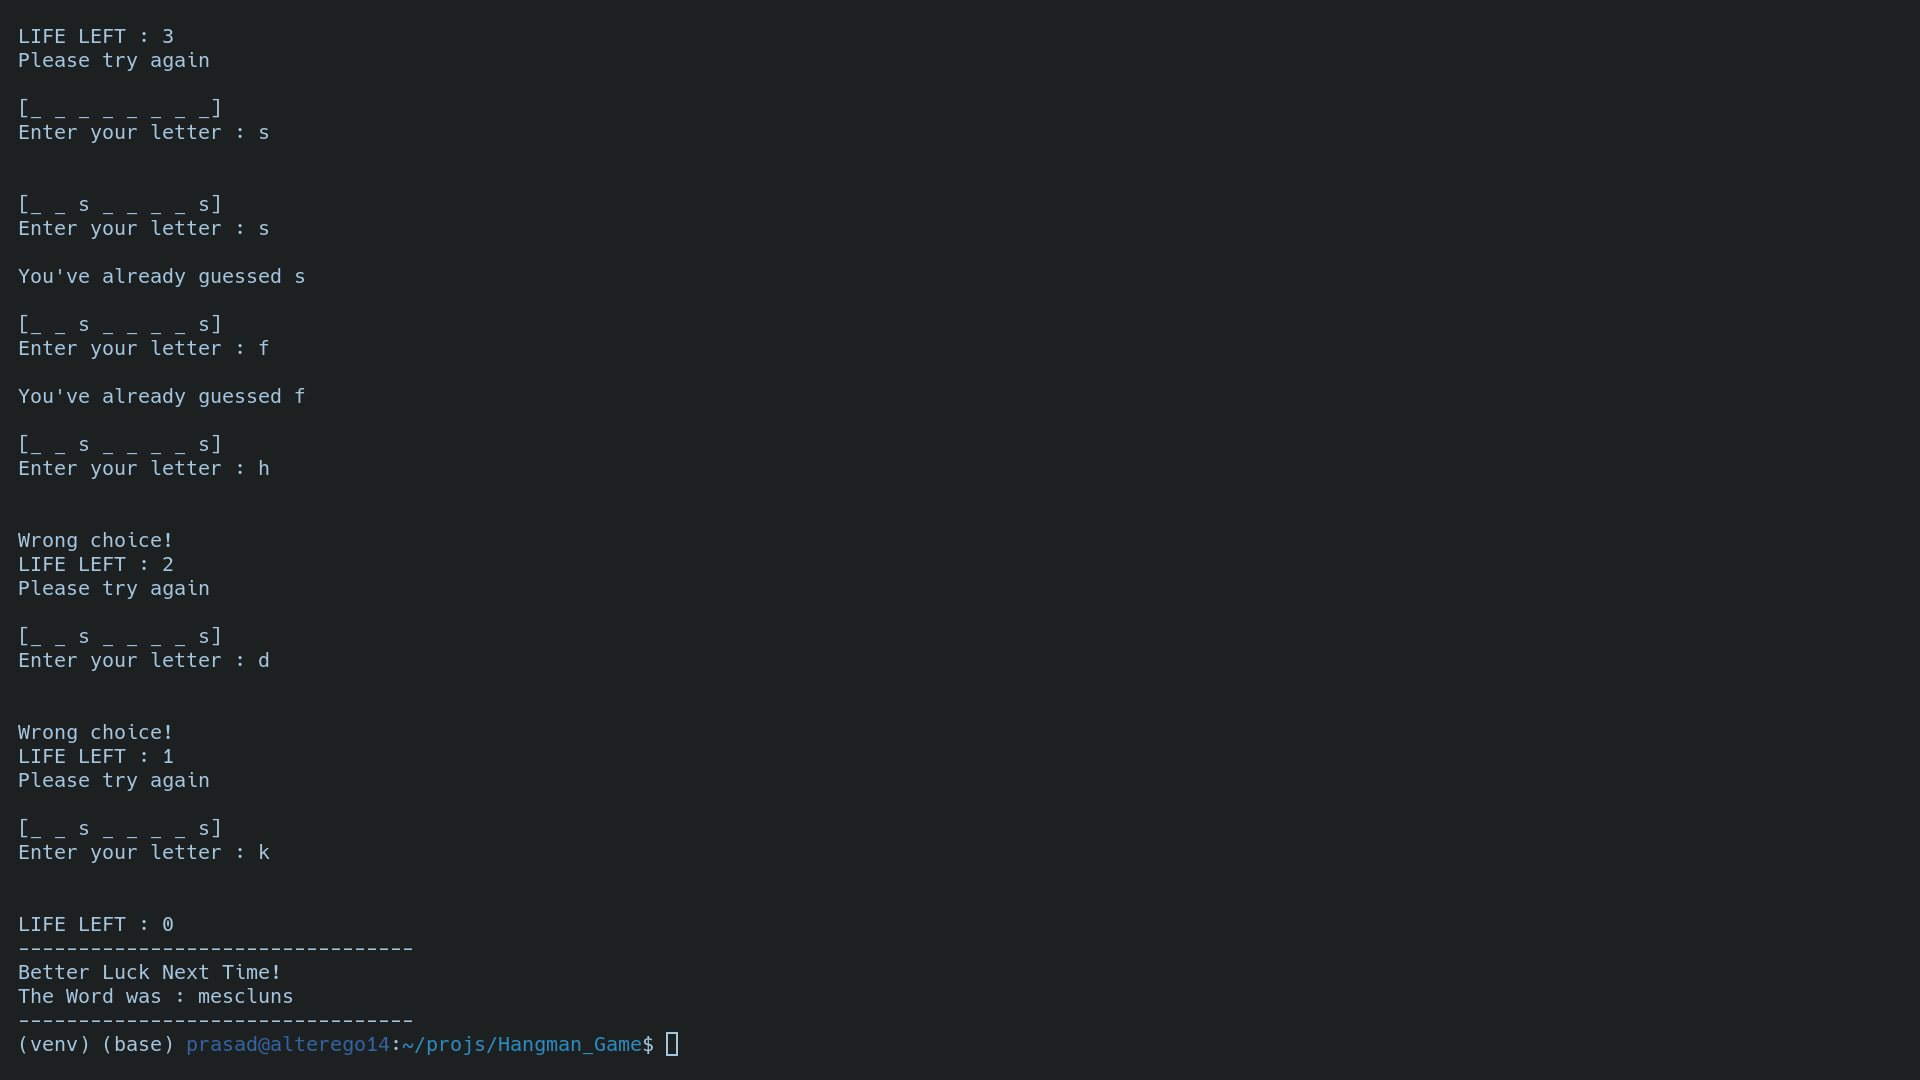 LIFE LEFT : 3
Please try again
[_ _ _ _ _ _ _ _]
Enter your letter : s
[_ _ s _ _ _ _ s]
Enter your letter : s
You've already guessed s
[_ _ s _ _ _ _ s]
Enter your letter : f
You've already guessed f
[_ _ s _ _ _ _ s]
Enter your letter : h
Wrong choice!
LIFE LEFT : 2
Please try again
[_ _ s _ _ _ _ s]
Enter your letter : d
Wrong choice!
LIFE LEFT : 1
Please try again
[_ _ s _ _ _ _ s]
Enter your letter : k
LIFE LEFT : 0
---------------------------------
Better Luck Next Time!
The Word was : mescluns
---------------------------------
(venv) (base) prasad@alterego14:~/projs/Hangman_Game$